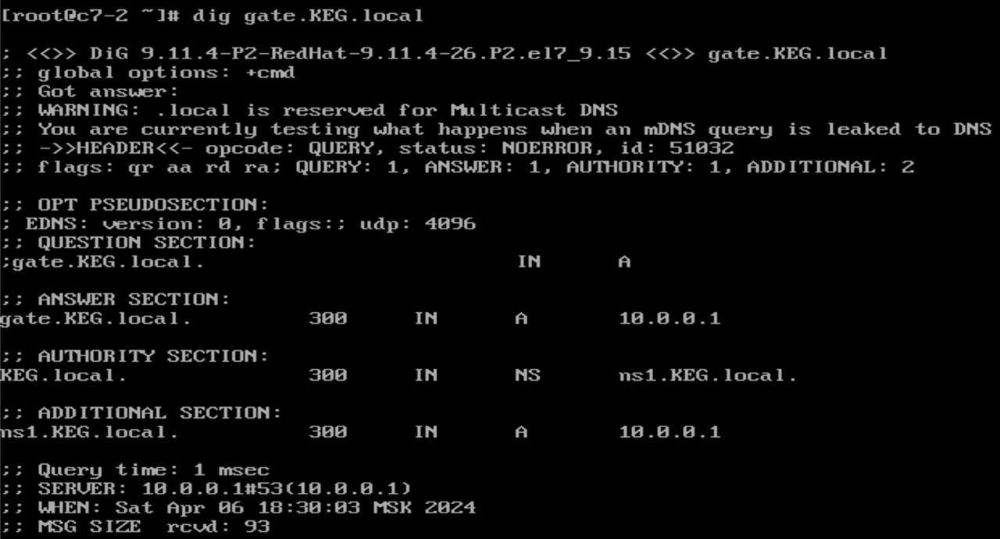 [root@c7-2 ~]# dig gate.KEG.local
; <<>> DiG 9.11.4-P2-RedHat-9.11.4-26.P2.el7_9.15 <<>> gate.KEG.local
;; global options: +cmd
;; Got answer:
;; WARNING: .local is reserved for Multicast DNS
;; You are currently testing what happens when an mDNS query is leaked to DNS
;; ->>HEADER<<- opcode: QUERY, status: NOERROR, id: 51032
;; flags: qr aa rd ra; QUERY: 1, ANSWER: 1, AUTHORITY: 1, ADDITIONAL: 2
;; OPT PSEUDOSECTION:
; EDNS: version: 0, flags:; udp: 4096
;; QUESTION SECTION:
;gate.KEG.local. IN A
;; ANSWER SECTION:
gate.KEG.local. 300 IN A 10.0.0.1
;; AUTHORITY SECTION:
KEG.local. 300 IN NS ns1.KEG.local.
;; ADDITIONAL SECTION:
ns1.KEG.local. 300 IN A 10.0.0.1
;; Query time: 1 msec
;; SERVER: 10.0.0.1#53(10.0.0.1)
;; WHEN: Sat Apr 06 18:30:03 MSK 2024
;; MSG SIZE rcvd: 93